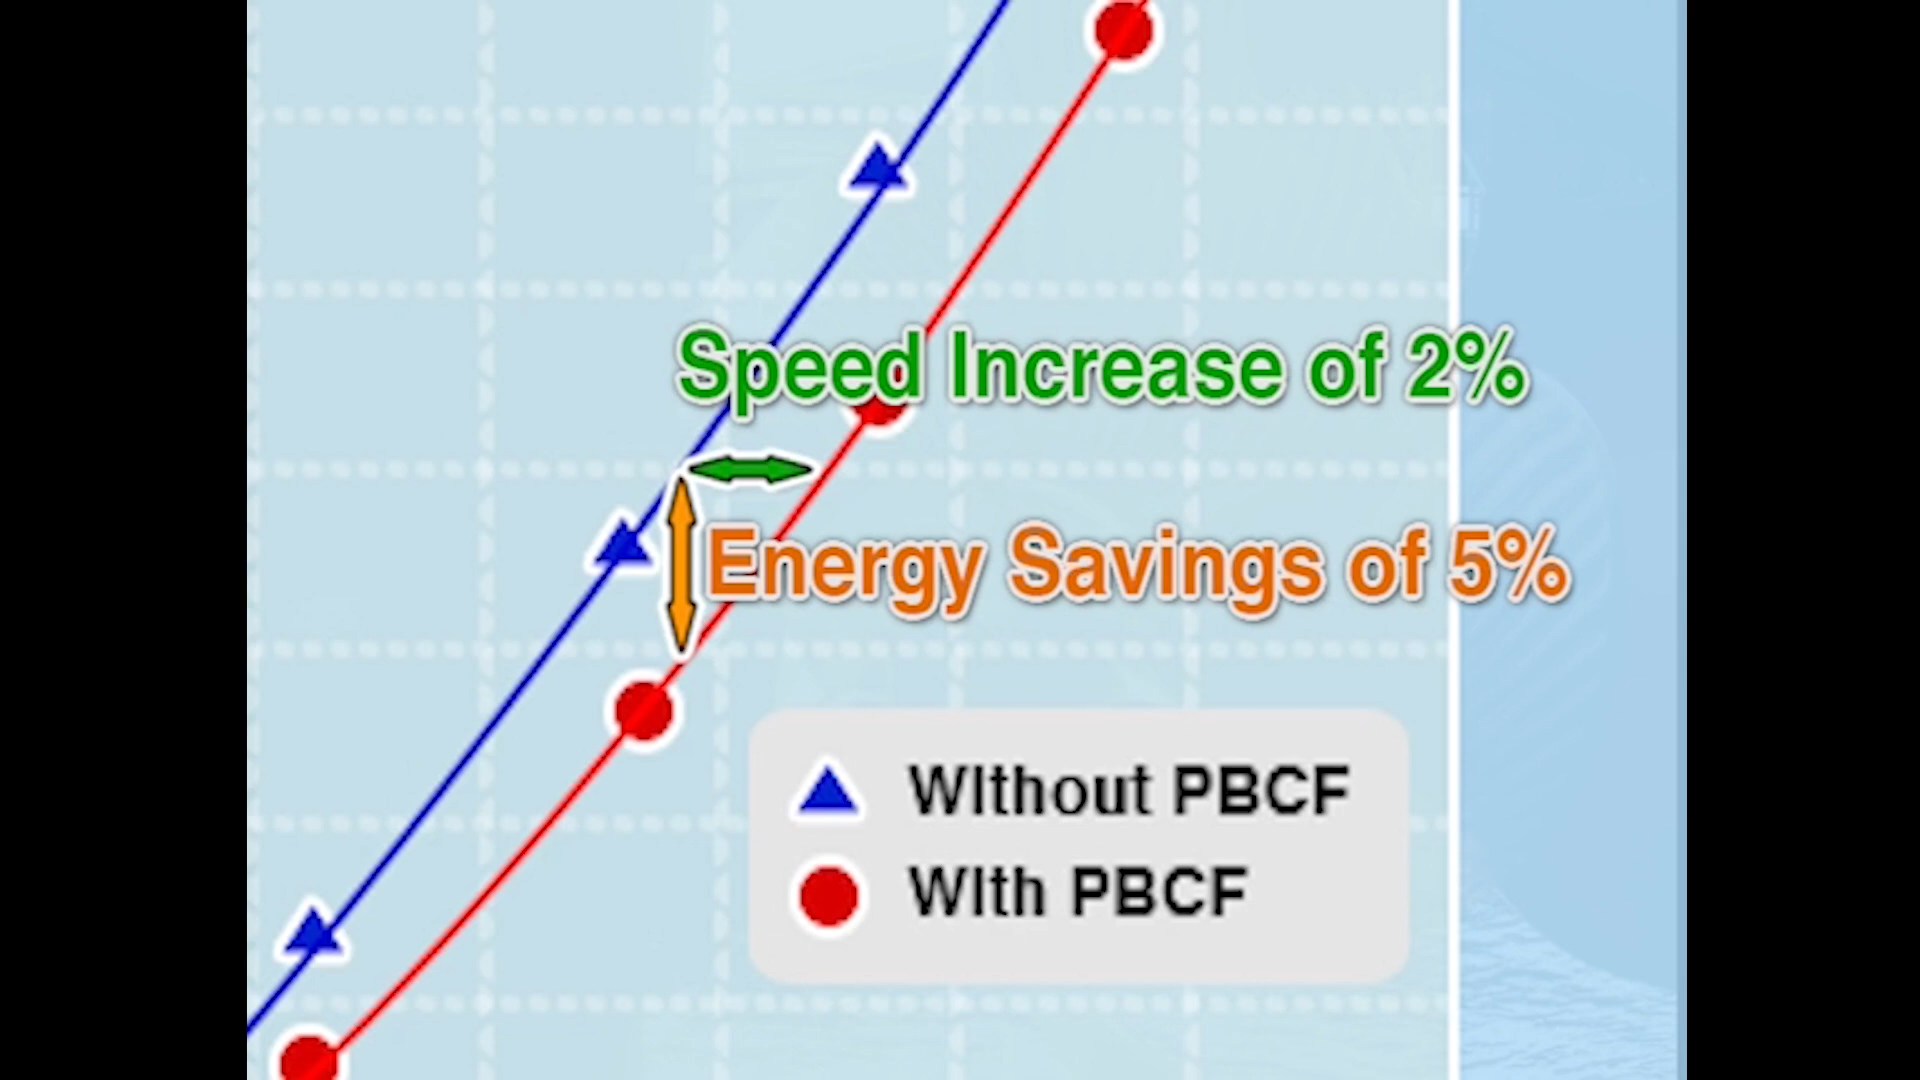 Speed Increase of 2%
Energy Savings of 5%
WIthout PBCF
WIth PBCF